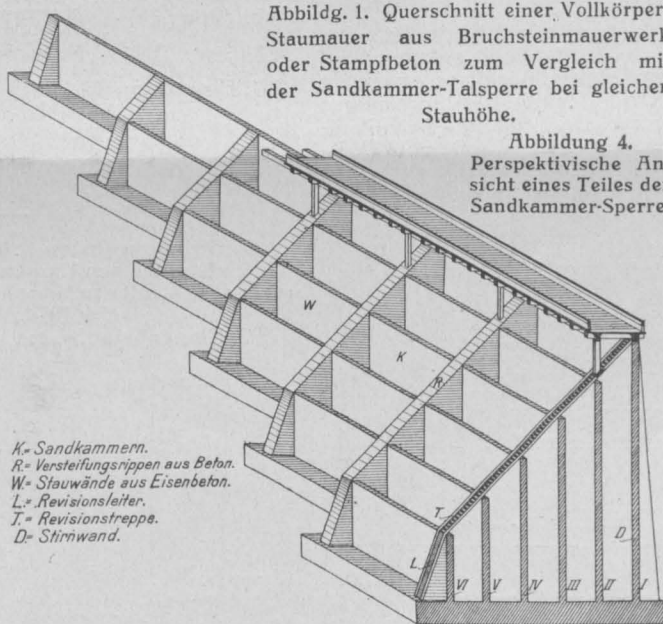 Abbildg. 1. Querschnitt einer Vollkörper
Staumauer aus Bruchsteinmauerwerk
oder Stampfbeton zum Vergleich mi
der Sandkammer-Talsperre bei gleicher
Stauhöhe.
Abbildung 4.
Perspektivische An
sicht eines Teiles de
Sandkammer-Sperre
W
K
R
K.= Sandkammern.
R.= Versteifungsrippen aus Beton.
W.= Stauwände aus Eisenbeton.
L.= Revisionsleiter.
T.= Revisionstreppe.
D.= Stirnwand.
T.
L
D
VI V IV III II I